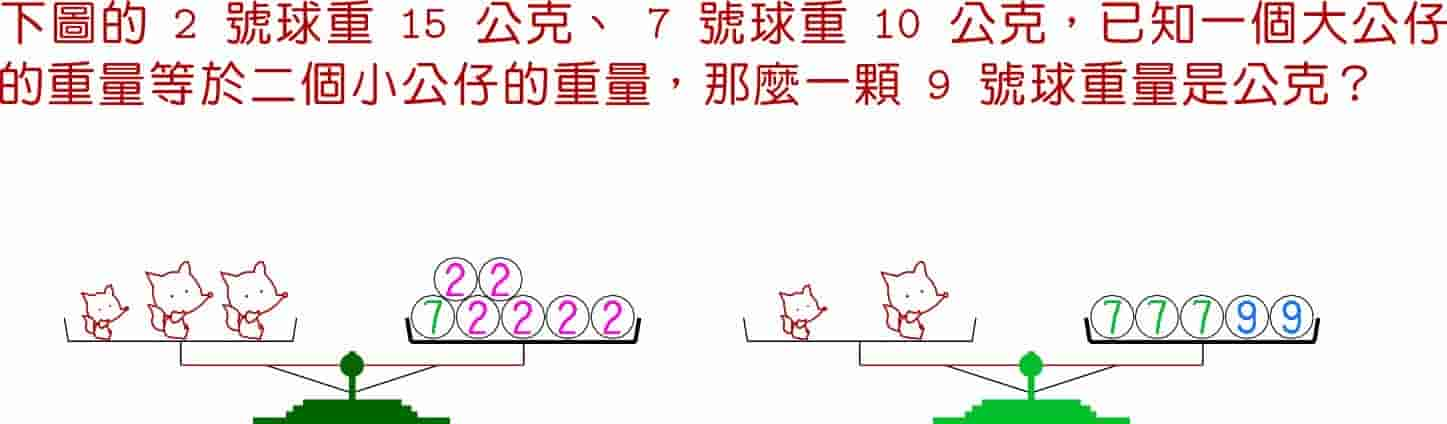 下圖的 2 號球重 15 公克、 7 號球重 10 公克，已知一個大公仔
的重量等於二個小公仔的重量，那麼一顆 9 號球重量是公克？
2 2
7 2 2 2 2
7 7 7 9 9